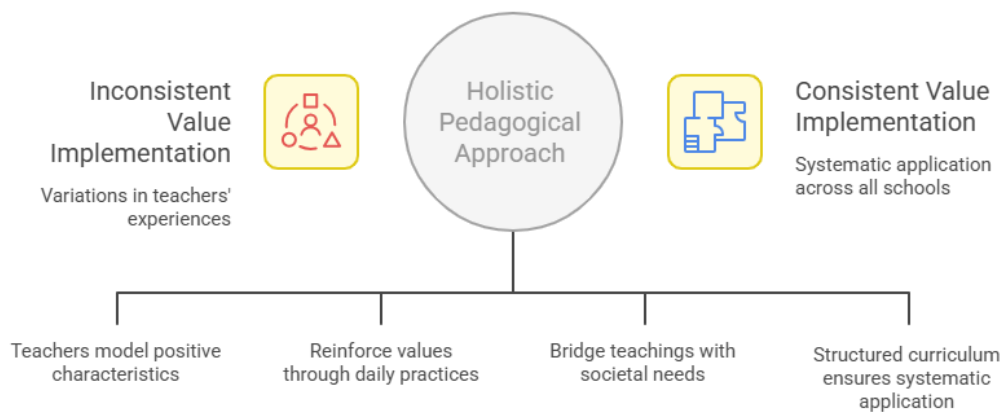 Inconsistent
Value
Implementation
Variations in teachers'
experiences
Holistic
Pedagogical
Approach
Consistent Value
Implementation
Systematic application
across all schools
Teachers model positive
characteristics
Reinforce values
through daily practices
Bridge teachings with
societal needs
Structured curriculum
ensures systematic
application